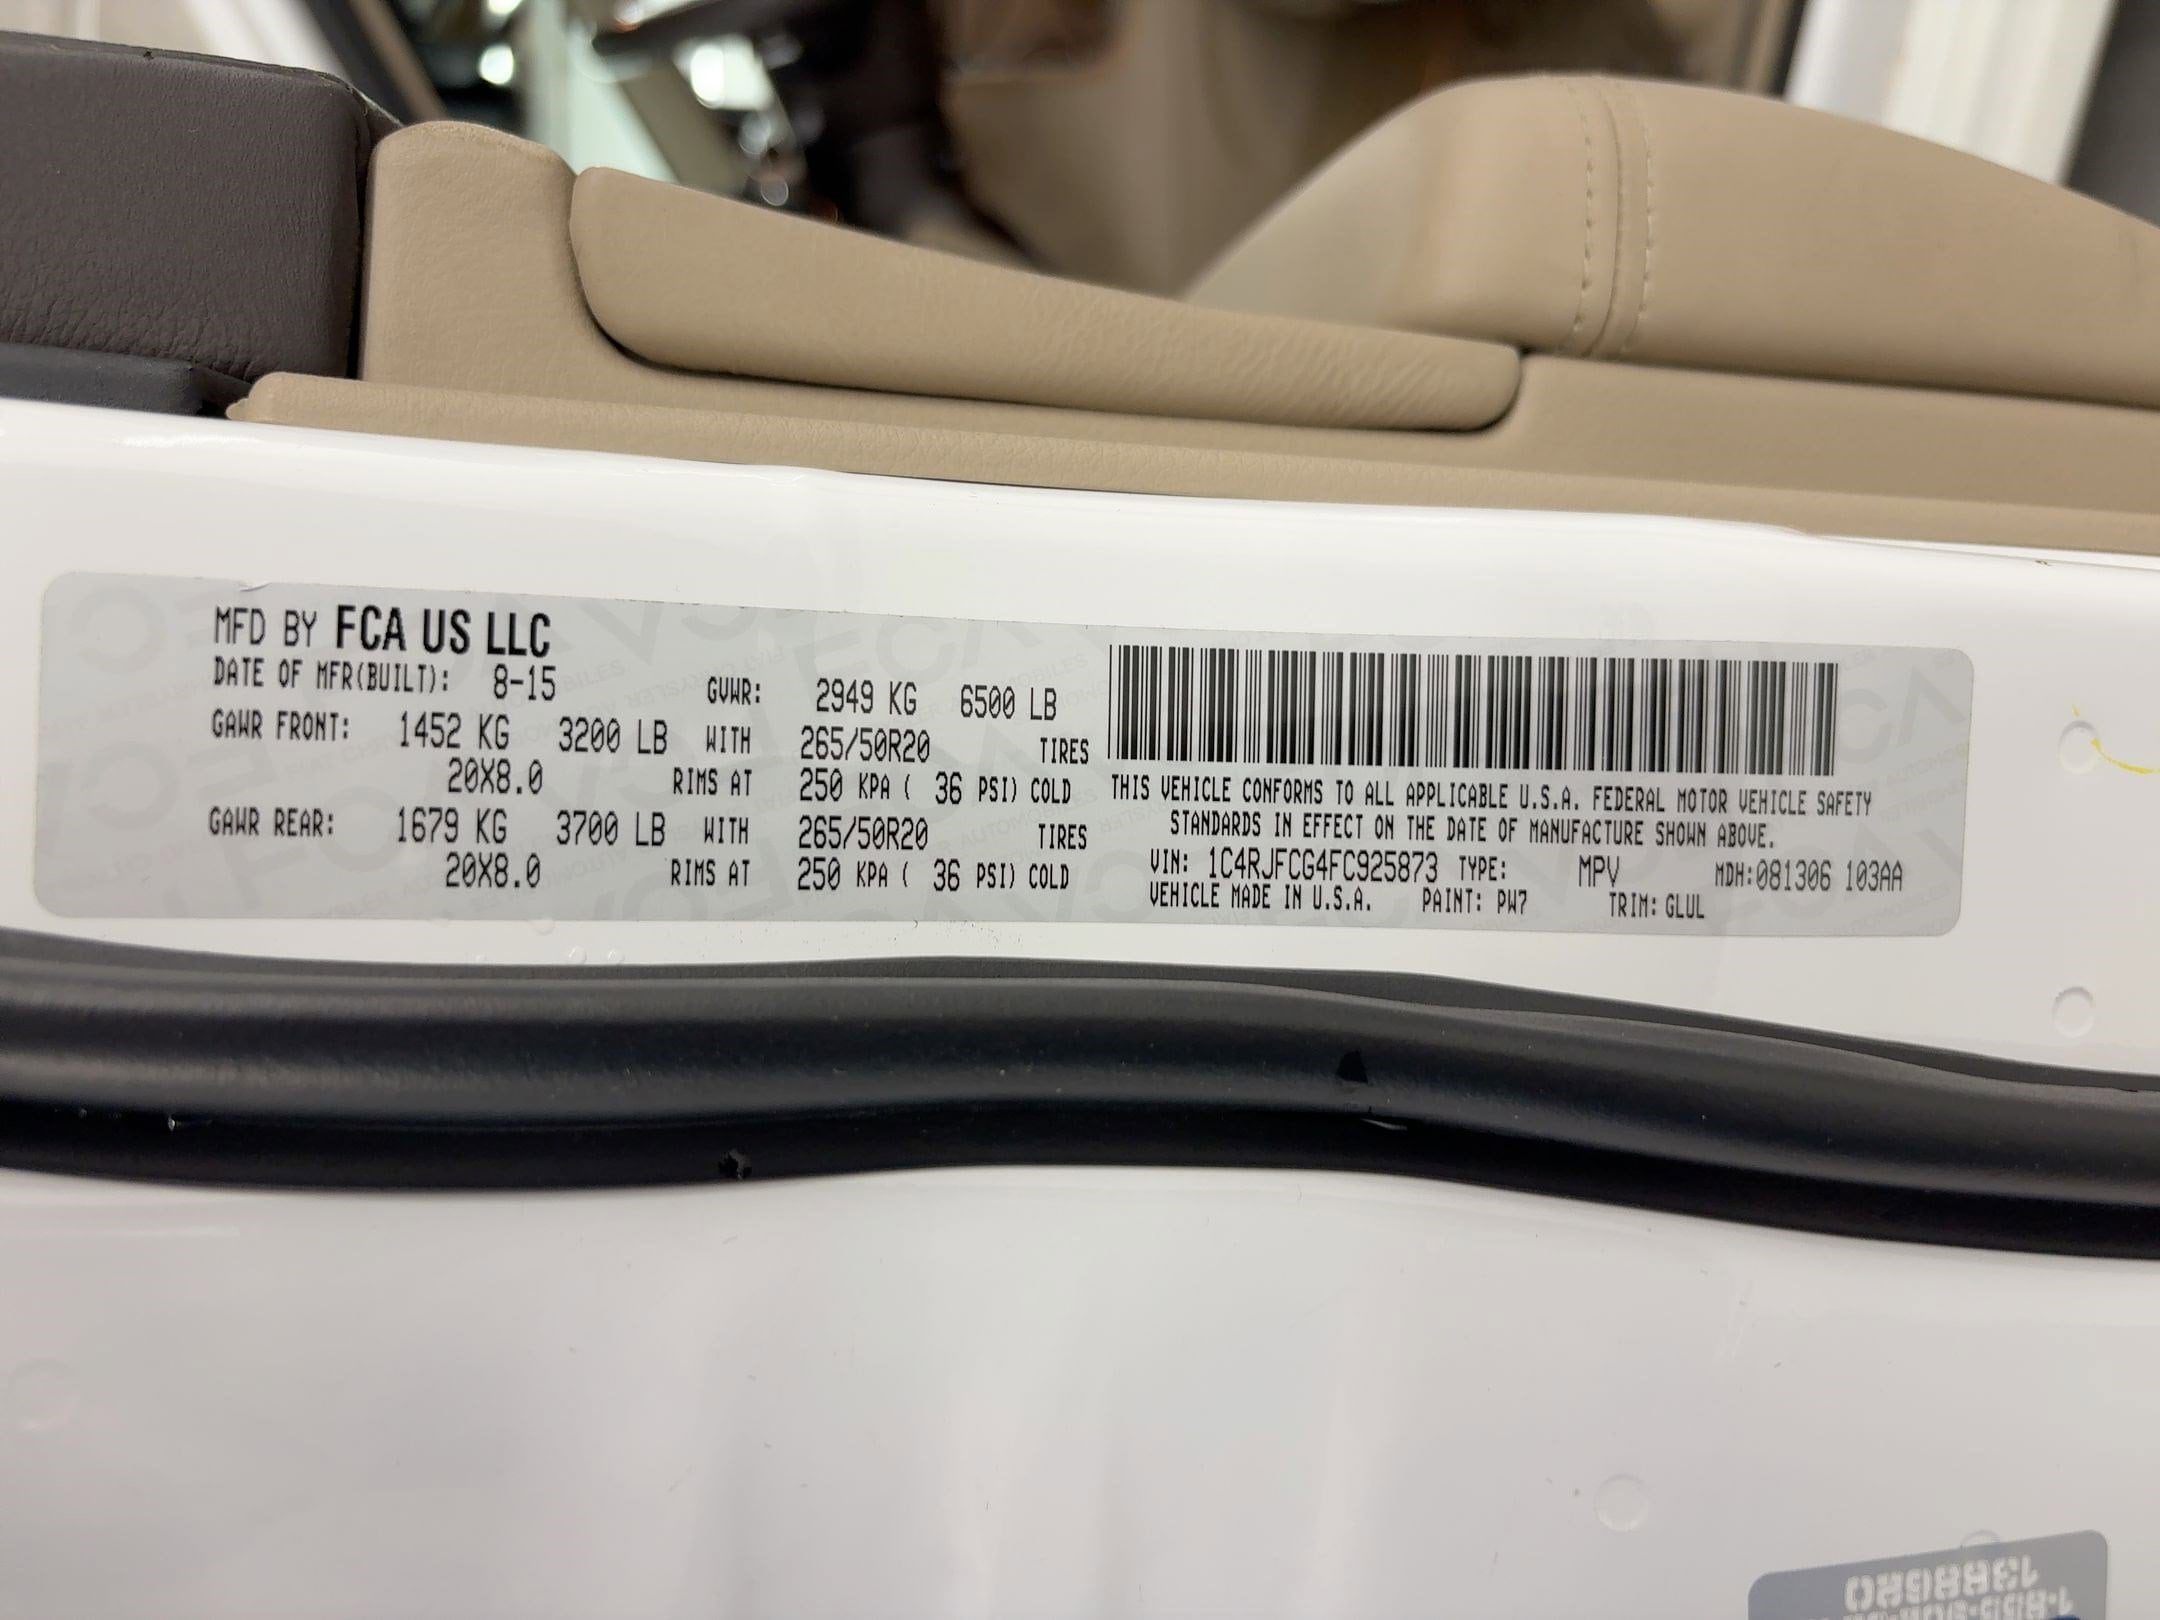 MFD BY FCA US LLC
DATE OF MFR(BUILT): 8-15 GVWR: 2949 KG 6500 LB
GAWR FRONT: 1452 KG 3200 LB WITH 265/50R20 TIRES
20X8.0 RIMS AT 250 KPA ( 36 PSI) COLD
GAWR REAR: 1679 KG 3700 LB WITH 265/50R20 TIRES
20X8.0 RIMS AT 250 KPA ( 36 PSI) COLD
THIS VEHICLE CONFORMS TO ALL APPLICABLE U.S.A. FEDERAL MOTOR VEHICLE SAFETY
STANDARDS IN EFFECT ON THE DATE OF MANUFACTURE SHOWN ABOVE.
VIN: 1C4RJFCG4FC925873 TYPE: MPV MDH:081306 103AA
VEHICLE MADE IN U.S.A. PAINT: PW7 TRIM: GLUL